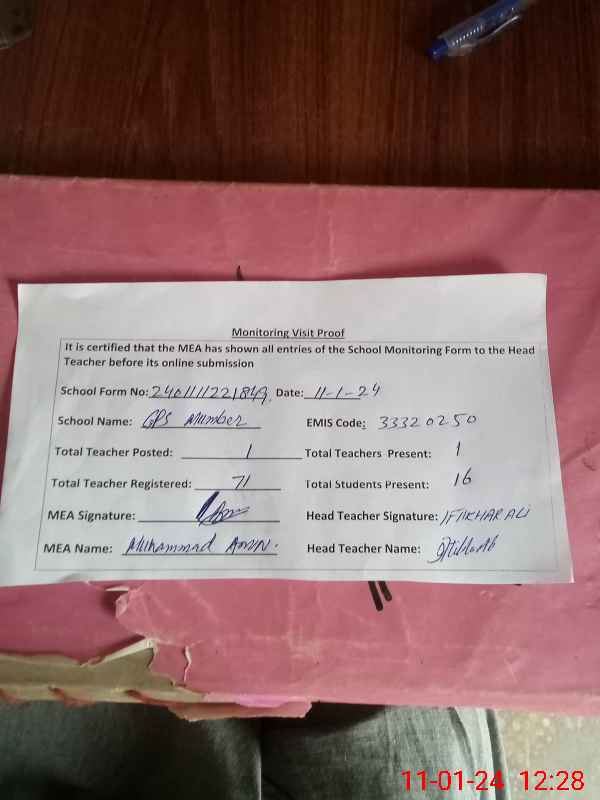 Monitoring Visit Proof
It is certified that the MEA has shown all entries of the School Monitoring Form to the Head
Teacher before its online submission
School Form No: 240111221849 Date: 11-1-24
School Name: GPS Mumber EMIS Code: 33320250
Total Teacher Posted: 1 Total Teachers Present: 1
Total Teacher Registered: 71 Total Students Present: 16
MEA Signature: Head Teacher Signature: IFTIKHAR ALI
MEA Name: Muhammad Amin. Head Teacher Name:
11-01-24 12:28